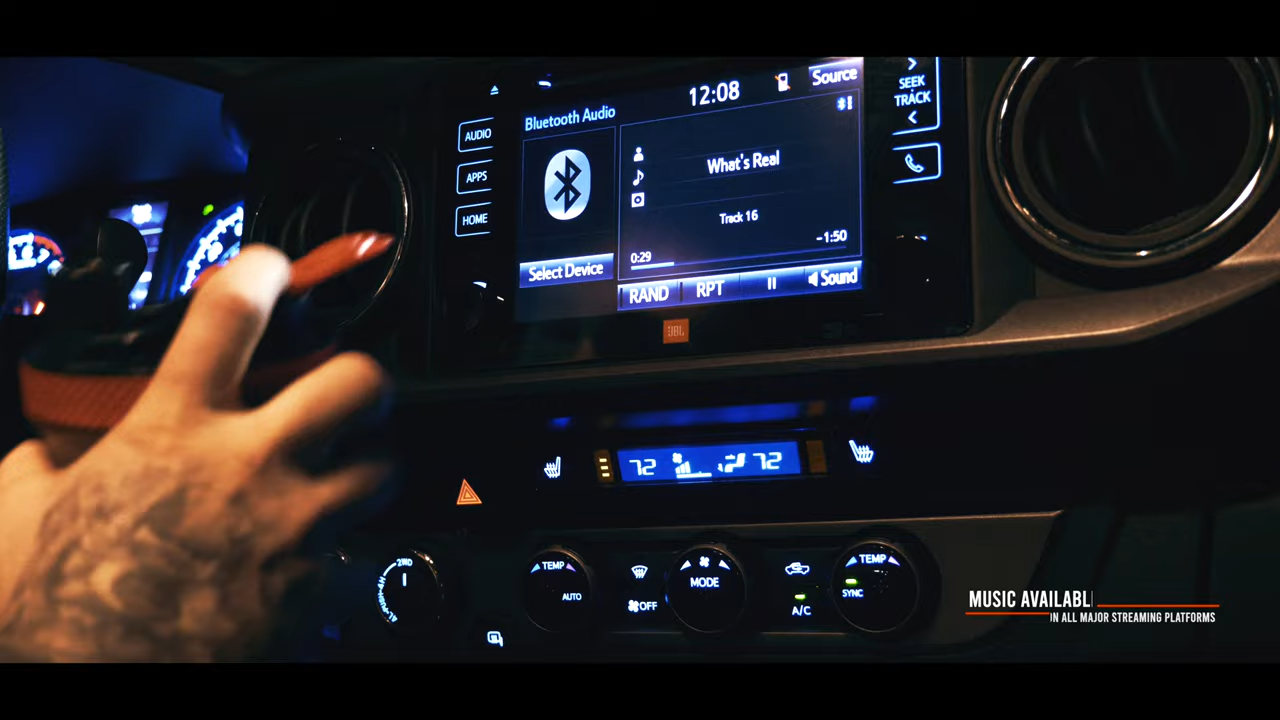 12:08
Source
SEEK
TRACK
AUDIO
Bluetooth Audio
APPS
What's Real
HOME
Track 16
-1:50
0:29
Select Device
RAND
RPT
Sound
JBL
72
72
2WD
TEMP
AUTO
OFF
MODE
A/C
TEMP
SYNC
MUSIC AVAILABL
N ALL MAJOR STREAMING PLATFORMS